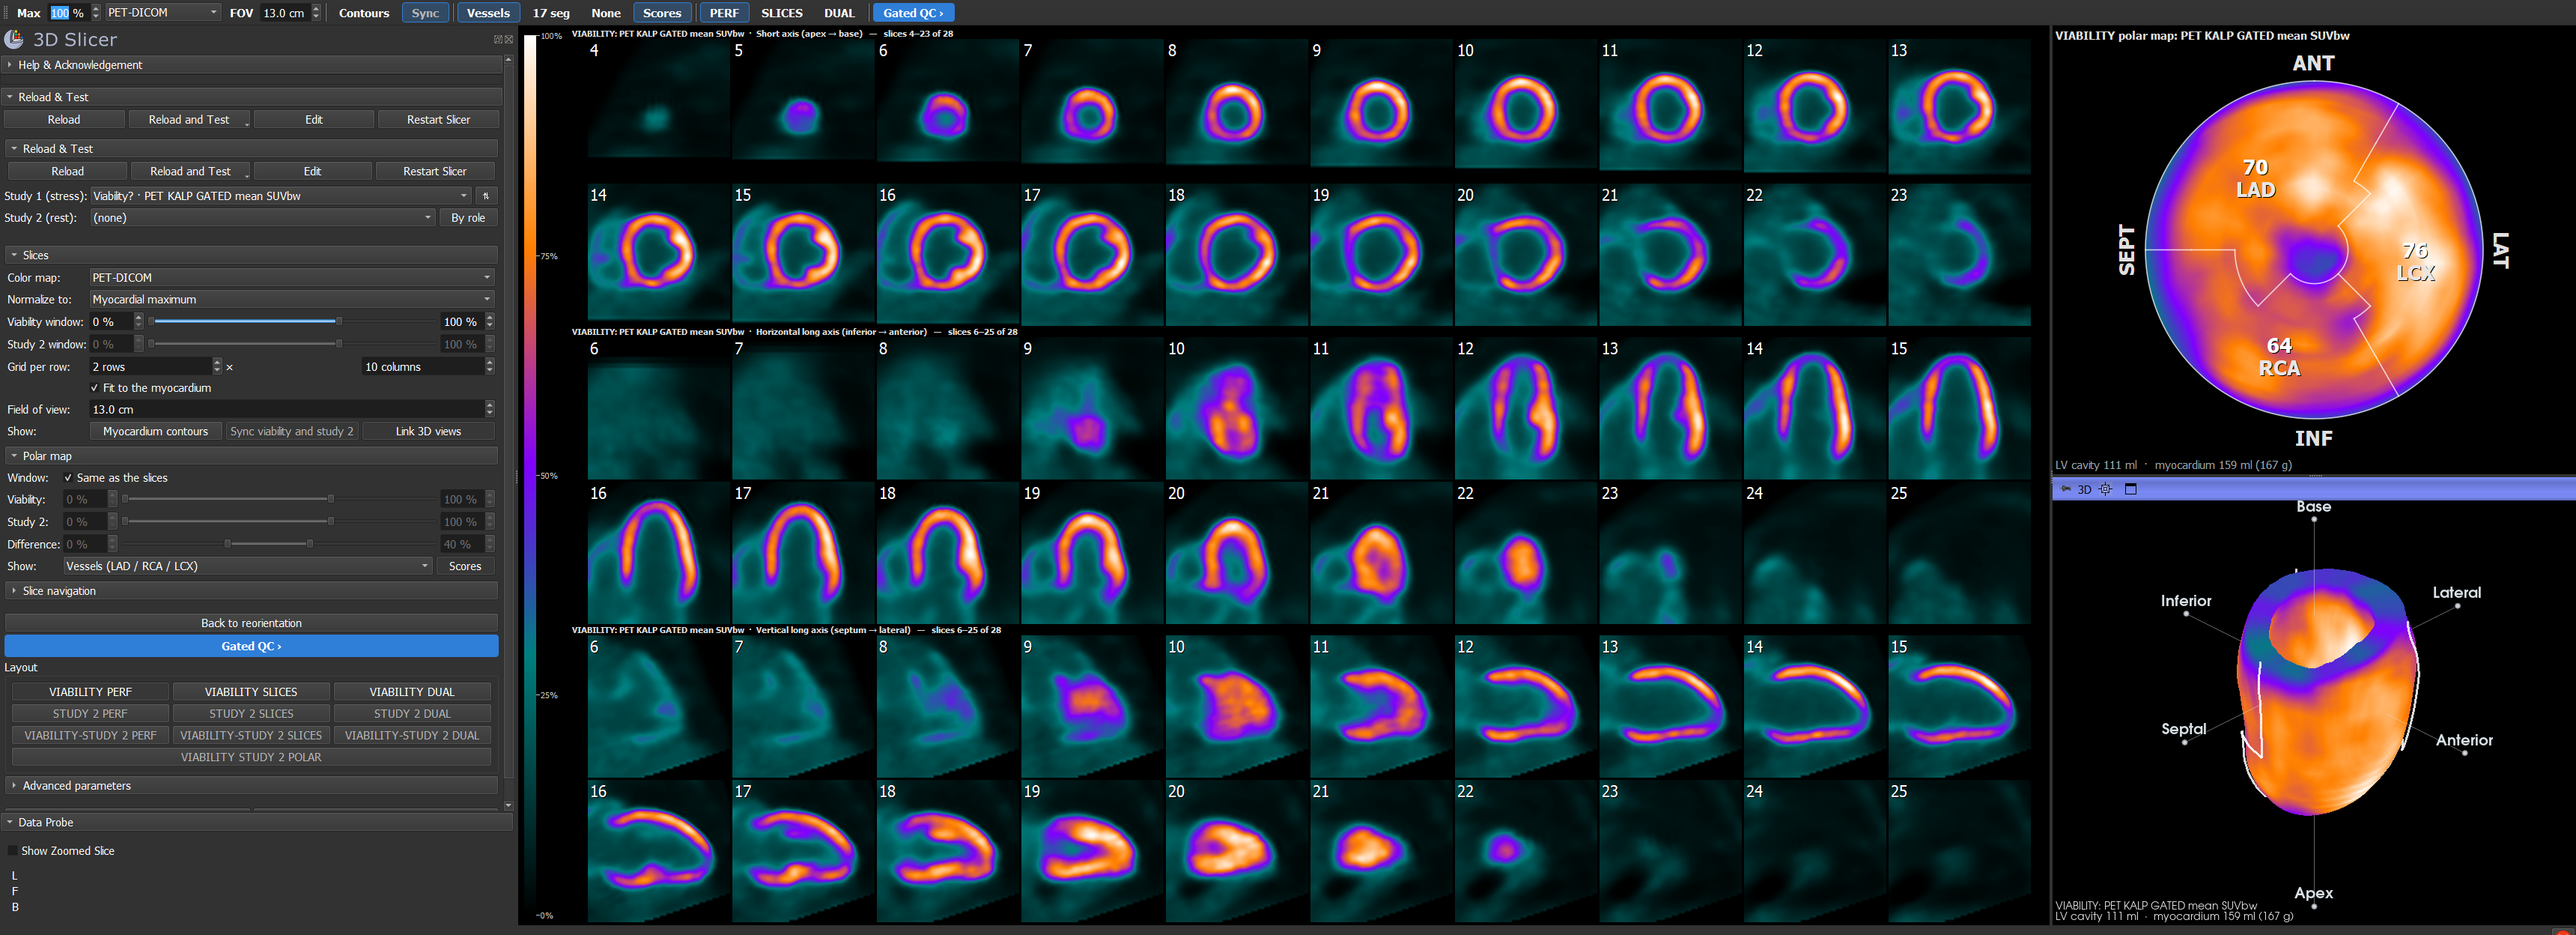 Max 100 % PET-DICOM FOV 13.0 cm Contours Sync Vessels 17 seg None Scores PERF SLICES DUAL Gated QC ›
3D Slicer
Help & Acknowledgement
Reload & Test
Reload Reload and Test Edit Restart Slicer
Reload & Test
Reload Reload and Test Edit Restart Slicer
Study 1 (stress): Viability? · PET KALP GATED mean SUVbw
Study 2 (rest): (none) By role
Slices
Color map: PET-DICOM
Normalize to: Myocardial maximum
Viability window: 0 % 100 %
Study 2 window: 0 % 100 %
Grid per row: 2 rows × 10 columns
Fit to the myocardium
Field of view: 13.0 cm
Show: Myocardium contours Sync viability and study 2 Link 3D views
Polar map
Window: Same as the slices
Viability: 0 % 100 %
Study 2: 0 % 100 %
Difference: 0 % 40 %
Show: Vessels (LAD / RCA / LCX) Scores
Slice navigation
Back to reorientation
Gated QC ›
Layout
VIABILITY PERF VIABILITY SLICES VIABILITY DUAL
STUDY 2 PERF STUDY 2 SLICES STUDY 2 DUAL
VIABILITY-STUDY 2 PERF VIABILITY-STUDY 2 SLICES VIABILITY-STUDY 2 DUAL
VIABILITY STUDY 2 POLAR
Advanced parameters
Data Probe
Show Zoomed Slice
L
F
B
100%
75%
50%
25%
0%
VIABILITY: PET KALP GATED mean SUVbw · Short axis (apex → base) — slices 4–23 of 28
4 5 6 7 8 9 10 11 12 13
14 15 16 17 18 19 20 21 22 23
VIABILITY: PET KALP GATED mean SUVbw · Horizontal long axis (inferior → anterior) — slices 6–25 of 28
6 7 8 9 10 11 12 13 14 15
16 17 18 19 20 21 22 23 24 25
VIABILITY: PET KALP GATED mean SUVbw · Vertical long axis (septum → lateral) — slices 6–25 of 28
6 7 8 9 10 11 12 13 14 15
16 17 18 19 20 21 22 23 24 25
VIABILITY polar map: PET KALP GATED mean SUVbw
ANT
70
LAD
SEPT
76
LCX
LAT
64
RCA
INF
LV cavity 111 ml · myocardium 159 ml (167 g)
3D
Base
Lateral
Inferior
Septal
Anterior
Apex
VIABILITY: PET KALP GATED mean SUVbw
LV cavity 111 ml · myocardium 159 ml (167 g)